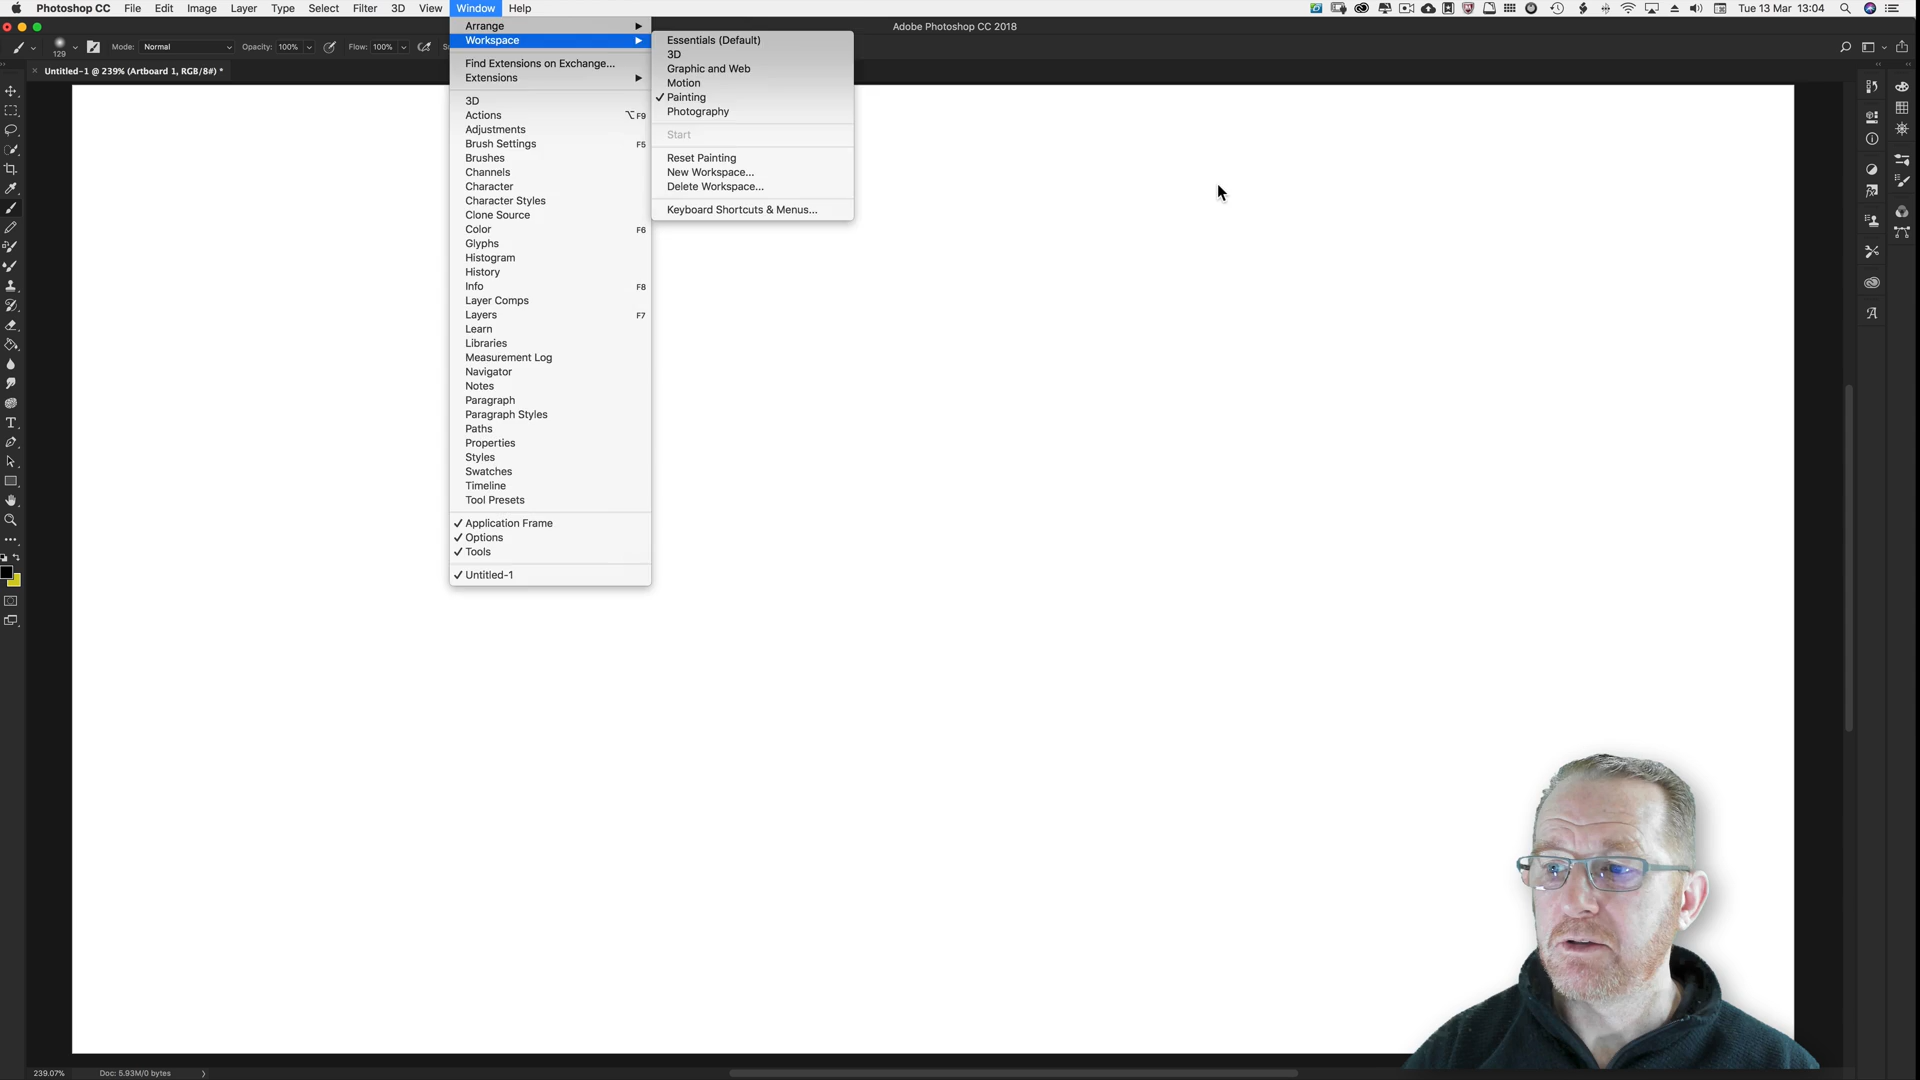 Photoshop CC File Edit Image Layer Type Select Filter 3D View Window Help Tue 13 Mar 13:04
Adobe Photoshop CC 2018
129 Mode: Normal Opacity: 100% Flow: 100%
Untitled-1 @ 239% (Artboard 1, RGB/8#) *
Arrange
Workspace
Find Extensions on Exchange...
Extensions
3D
Actions ⌥F9
Adjustments
Brush Settings F5
Brushes
Channels
Character
Character Styles
Clone Source
Color F6
Glyphs
Histogram
History
Info F8
Layer Comps
Layers F7
Learn
Libraries
Measurement Log
Navigator
Notes
Paragraph
Paragraph Styles
Paths
Properties
Styles
Swatches
Timeline
Tool Presets
✓ Application Frame
✓ Options
✓ Tools
✓ Untitled-1
Essentials (Default)
3D
Graphic and Web
Motion
✓ Painting
Photography
Start
Reset Painting
New Workspace...
Delete Workspace...
Keyboard Shortcuts & Menus...
239.07% Doc: 5.93M/0 bytes